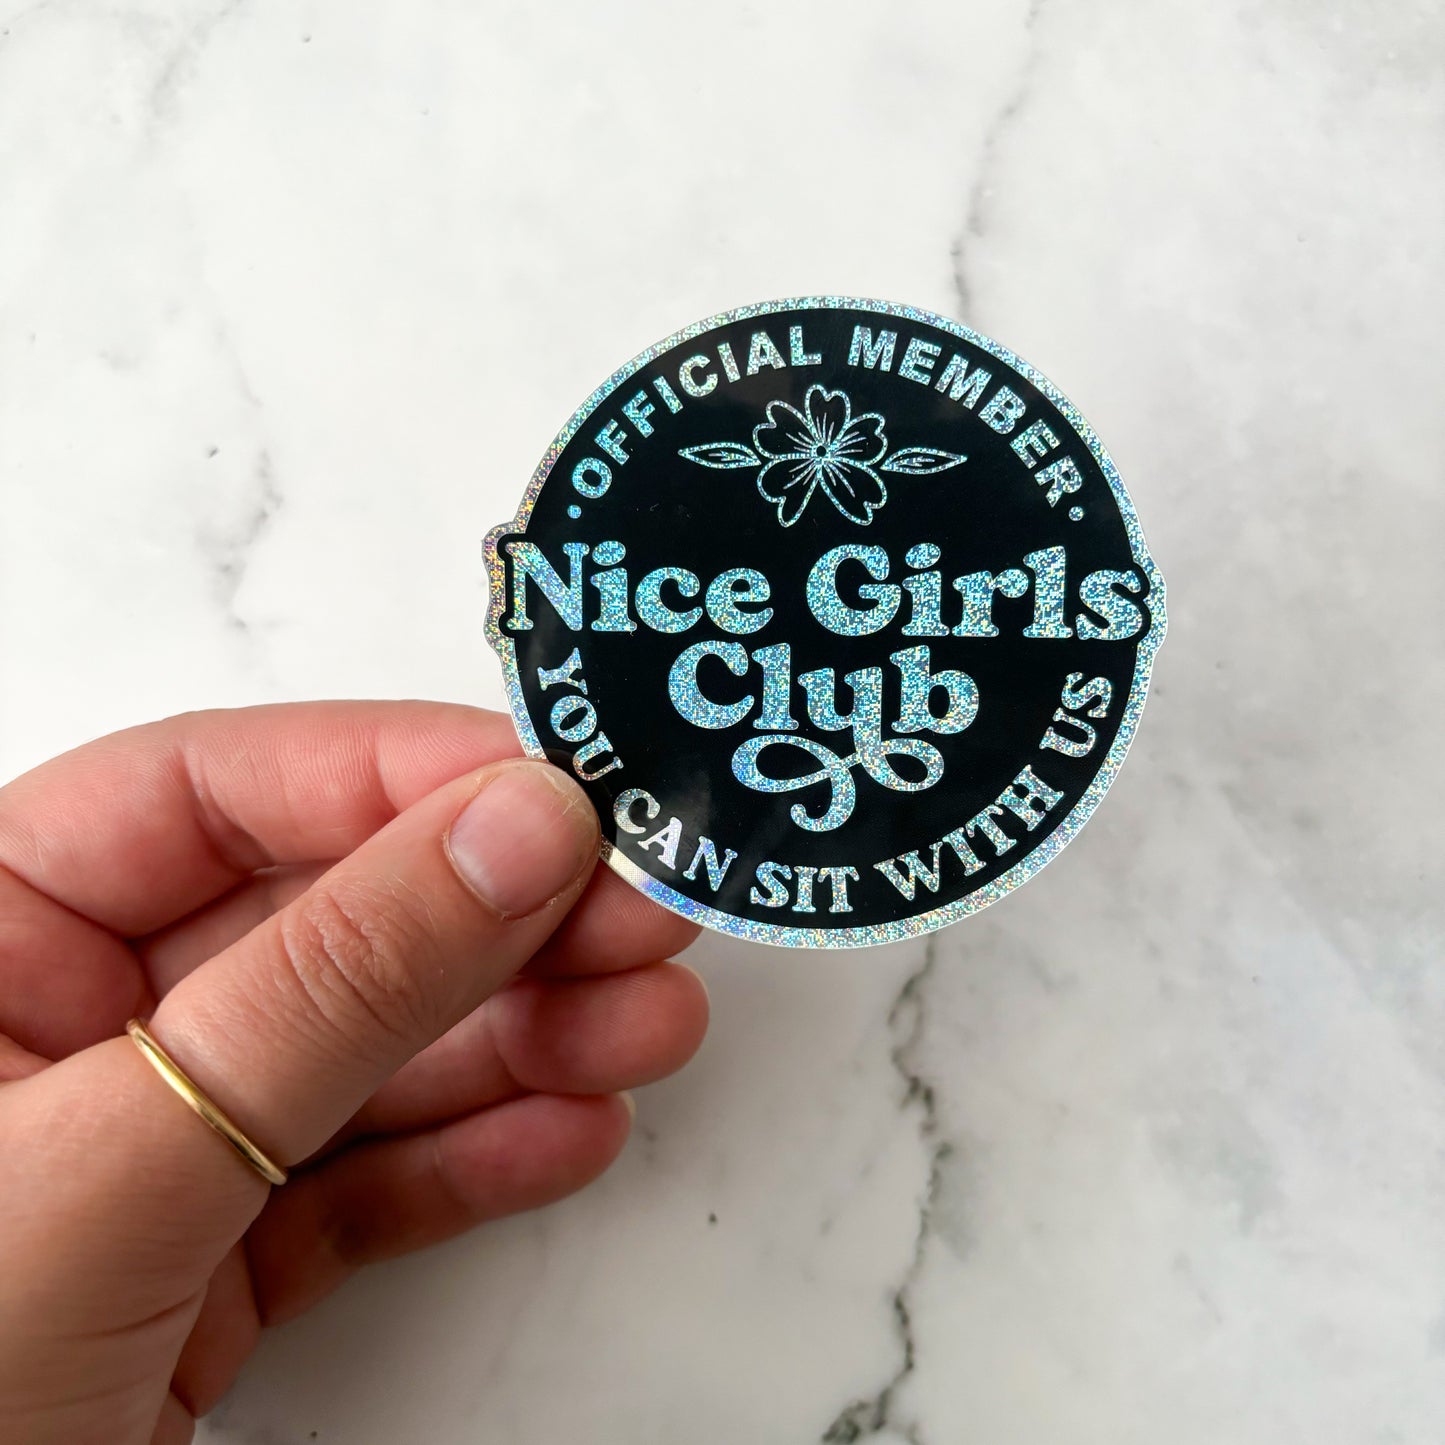 • OFFICIAL MEMBER •
Nice Girls
Club
YOU CAN SIT WITH US